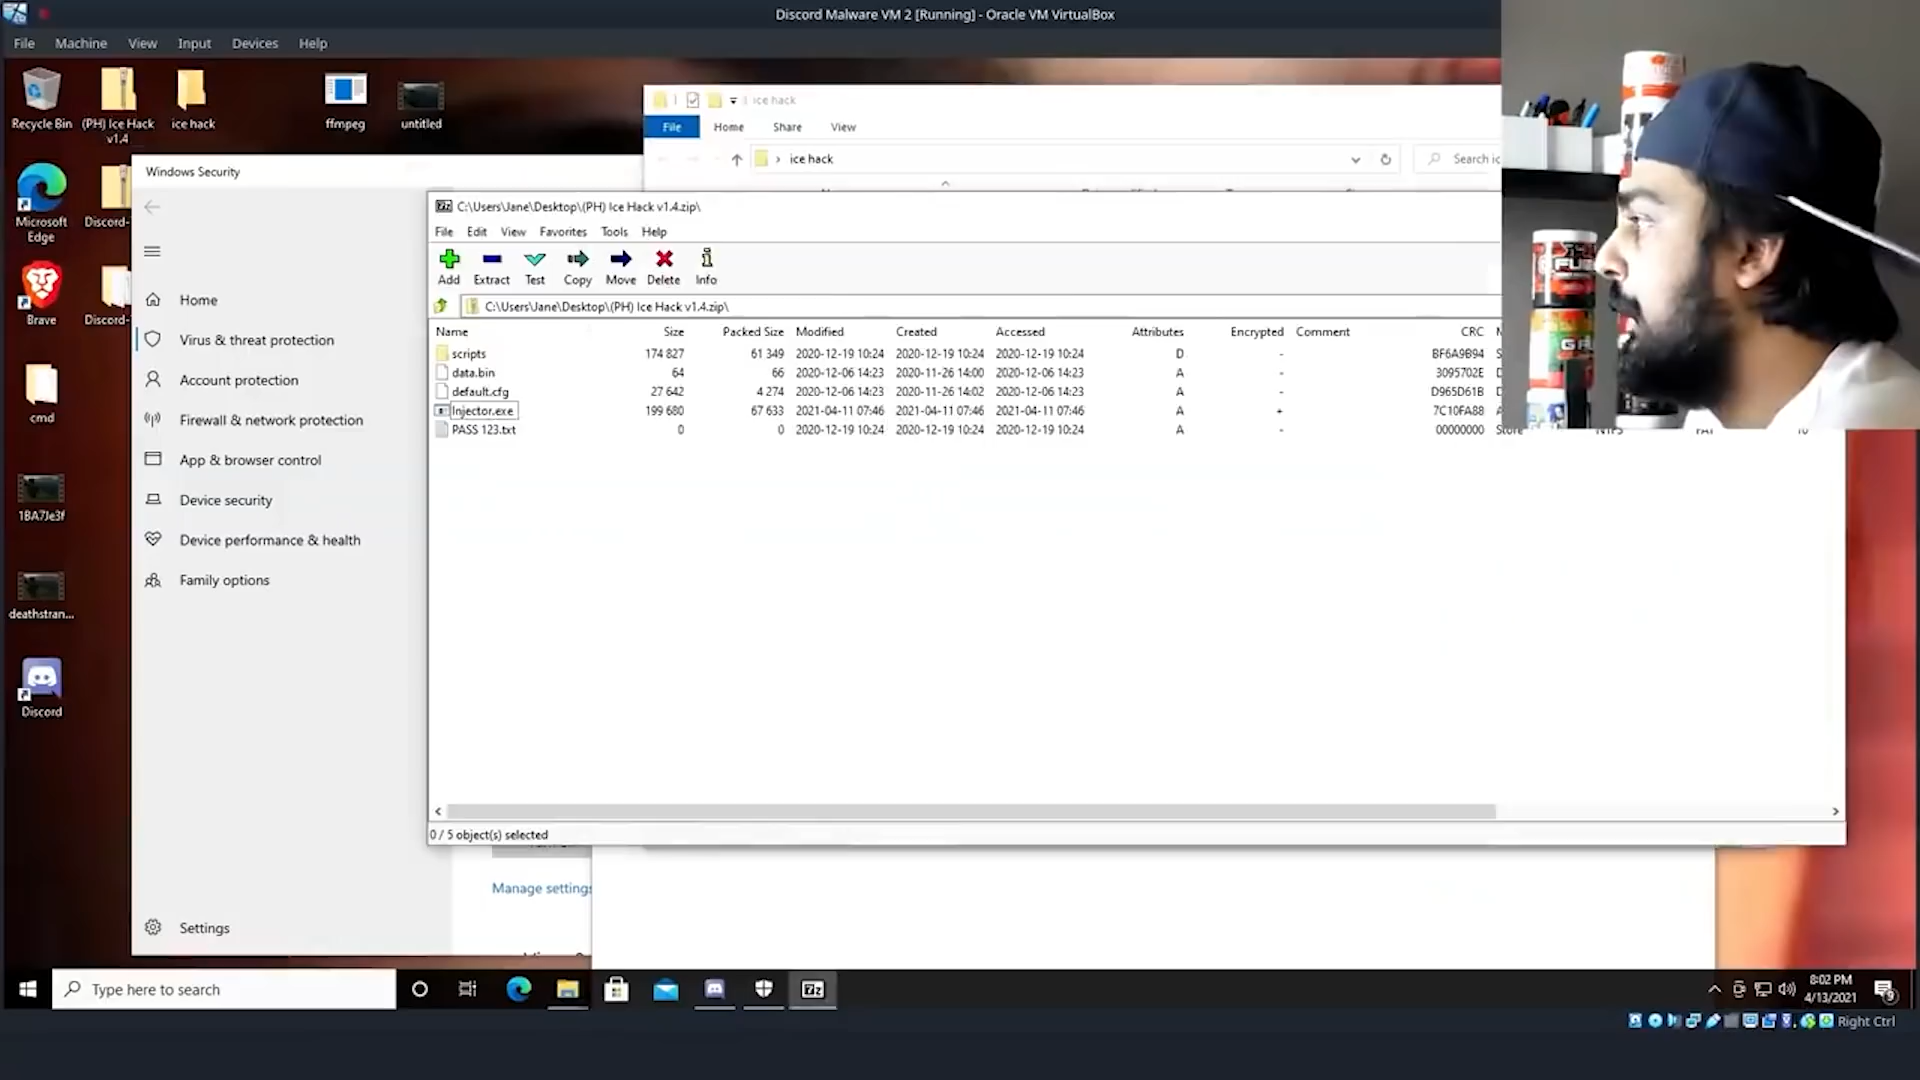 Discord Malware VM 2 [Running] - Oracle VM VirtualBox
File Machine View Input Devices Help
Recycle Bin
(PH) Ice Hack v1.4
ice hack
ffmpeg
untitled
ice hack
File Home Share View
› ice hack
Search ic
Windows Security
Microsoft Edge
Discord-
Brave
Discord-
cmd
1BA7Je3f
deathstran...
Discord
Home
Virus & threat protection
Account protection
Firewall & network protection
App & browser control
Device security
Device performance & health
Family options
Settings
Manage settings
C:\Users\Jane\Desktop\(PH) Ice Hack v1.4.zip\
File Edit View Favorites Tools Help
Add Extract Test Copy Move Delete Info
C:\Users\Jane\Desktop\(PH) Ice Hack v1.4.zip\
Name Size Packed Size Modified Created Accessed Attributes Encrypted Comment CRC
scripts 174 827 61 349 2020-12-19 10:24 2020-12-19 10:24 2020-12-19 10:24 D - BF6A9B94
data.bin 64 66 2020-12-06 14:23 2020-11-26 14:00 2020-12-06 14:23 A - 3095702E
default.cfg 27 642 4 274 2020-12-06 14:23 2020-11-26 14:02 2020-12-06 14:23 A - D965D61B
Injector.exe 199 680 67 633 2021-04-11 07:46 2021-04-11 07:46 2021-04-11 07:46 A + 7C10FA88
PASS 123.txt 0 0 2020-12-19 10:24 2020-12-19 10:24 2020-12-19 10:24 A - 00000000 Store
0 / 5 object(s) selected
Type here to search
8:02 PM
4/13/2021
9
Right Ctrl